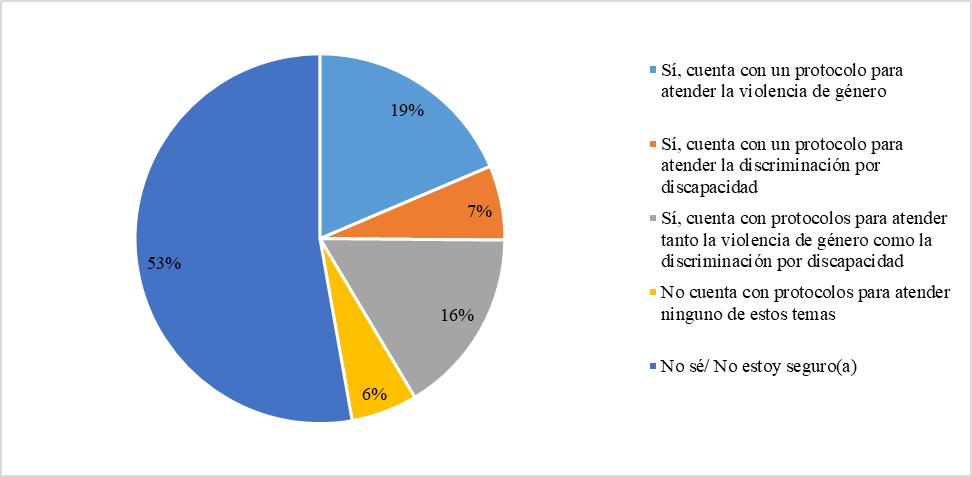 19%
7%
16%
6%
53%
Sí, cuenta con un protocolo para
atender la violencia de género
Sí, cuenta con un protocolo para
atender la discriminación por
discapacidad
Sí, cuenta con protocolos para atender
tanto la violencia de género como la
discriminación por discapacidad
No cuenta con protocolos para atender
ninguno de estos temas
No sé/ No estoy seguro(a)